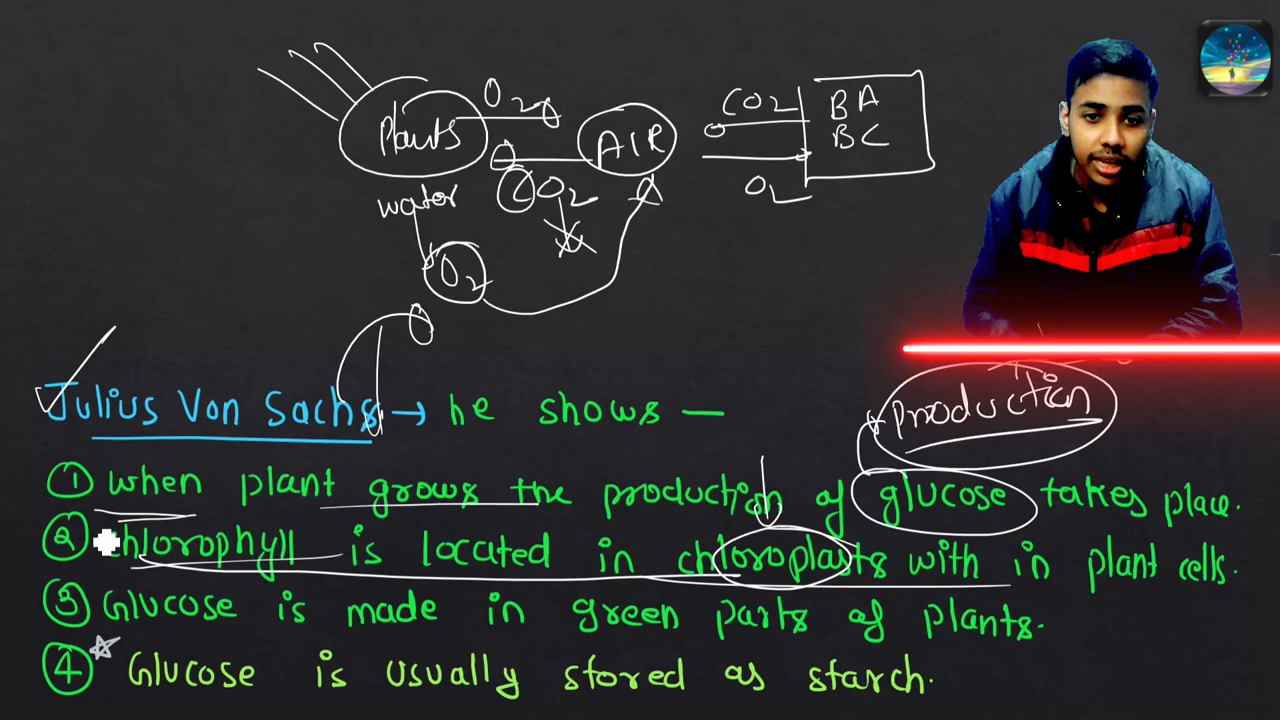 O2
CO2
BA
Plants
AIR
BC
CO2
O2
water
O2
Julius Von Sachs → he shows —
production
① when plant grows the production of glucose takes place.
② chlorophyll is located in chloroplasts with in plant cells.
③ Glucose is made in green parts of plants.
④ * Glucose is usually stored as starch.